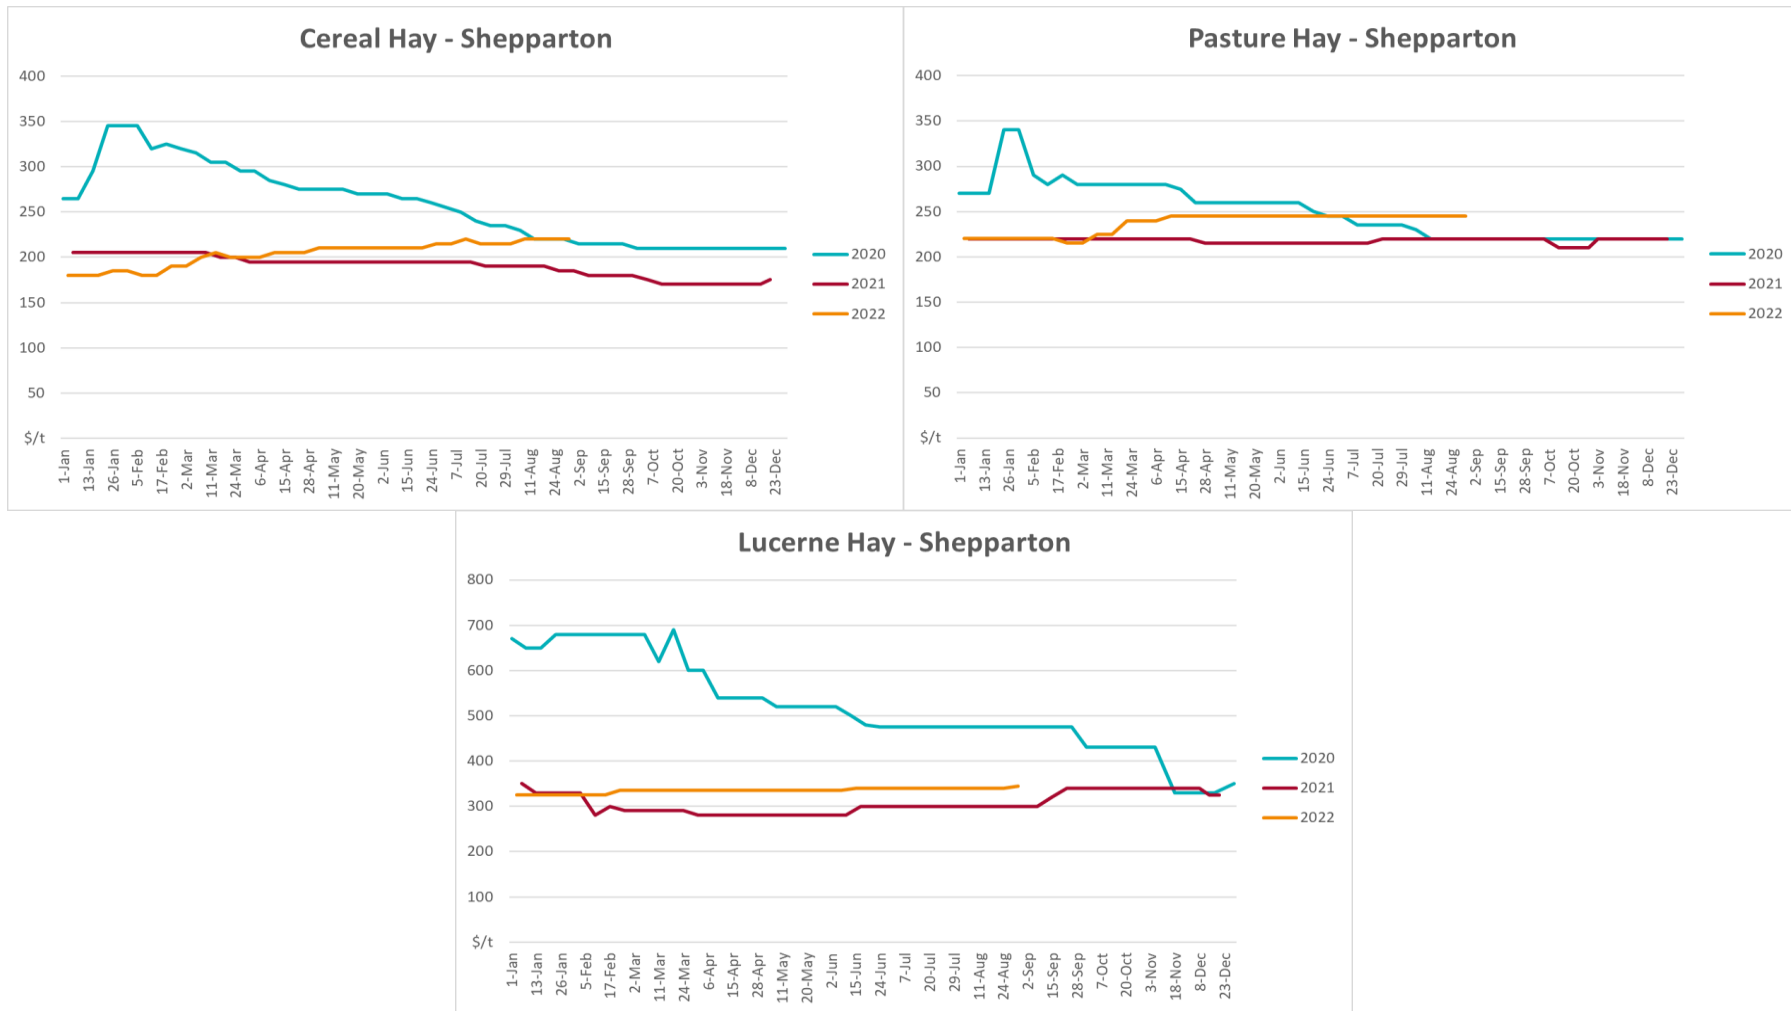 Cereal Hay - Shepparton
400
350
300
250
200
150
100
50
$/t
1-Jan
13-Jan
26-Jan
5-Feb
17-Feb
2-Mar
11-Mar
24-Mar
6-Apr
15-Apr
28-Apr
11-May
20-May
2-Jun
15-Jun
24-Jun
7-Jul
20-Jul
29-Jul
11-Aug
24-Aug
2-Sep
15-Sep
28-Sep
7-Oct
20-Oct
3-Nov
18-Nov
8-Dec
23-Dec
2020
2021
2022
Pasture Hay - Shepparton
400
350
300
250
200
150
100
50
$/t
1-Jan
13-Jan
26-Jan
5-Feb
17-Feb
2-Mar
11-Mar
24-Mar
6-Apr
15-Apr
28-Apr
11-May
20-May
2-Jun
15-Jun
24-Jun
7-Jul
20-Jul
29-Jul
11-Aug
24-Aug
2-Sep
15-Sep
28-Sep
7-Oct
20-Oct
3-Nov
18-Nov
8-Dec
23-Dec
2020
2021
2022
Lucerne Hay - Shepparton
800
700
600
500
400
300
200
100
$/t
1-Jan
13-Jan
26-Jan
5-Feb
17-Feb
2-Mar
11-Mar
24-Mar
6-Apr
15-Apr
28-Apr
11-May
20-May
2-Jun
15-Jun
24-Jun
7-Jul
20-Jul
29-Jul
11-Aug
24-Aug
2-Sep
15-Sep
28-Sep
7-Oct
20-Oct
3-Nov
18-Nov
8-Dec
23-Dec
2020
2021
2022